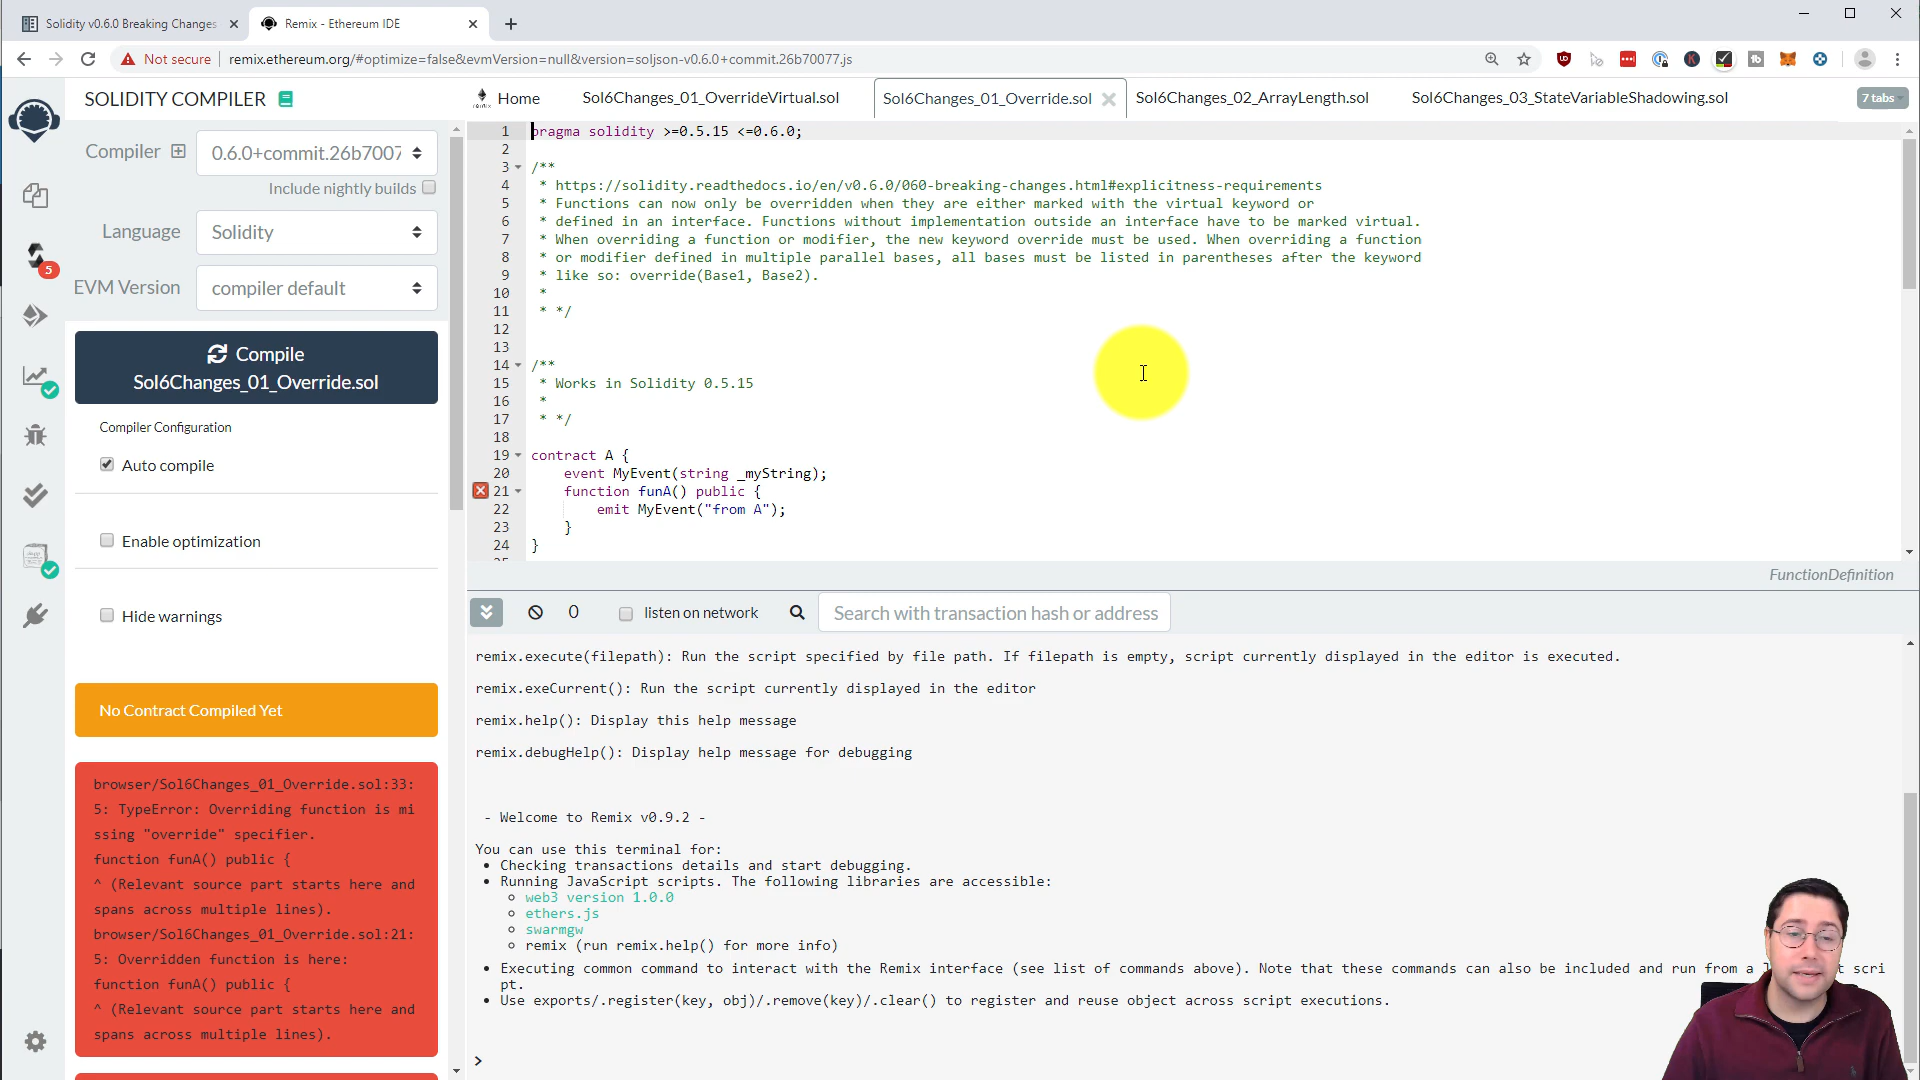 Solidity v0.6.0 Breaking Changes
Remix - Ethereum IDE
Not secure
remix.ethereum.org/#optimize=false&evmVersion=null&version=soljson-v0.6.0+commit.26b70077.js
SOLIDITY COMPILER
Home
Sol6Changes_01_OverrideVirtual.sol
Sol6Changes_01_Override.sol
Sol6Changes_02_ArrayLength.sol
Sol6Changes_03_StateVariableShadowing.sol
7 tabs
Compiler
0.6.0+commit.26b7007
Include nightly builds
Language
Solidity
EVM Version
compiler default
5
Compile
Sol6Changes_01_Override.sol
Compiler Configuration
Auto compile
Enable optimization
Hide warnings
No Contract Compiled Yet
browser/Sol6Changes_01_Override.sol:33:
5: TypeError: Overriding function is mi
ssing "override" specifier.
function funA() public {
^ (Relevant source part starts here and
spans across multiple lines).
browser/Sol6Changes_01_Override.sol:21:
5: Overridden function is here:
function funA() public {
^ (Relevant source part starts here and
spans across multiple lines).
1 pragma solidity >=0.5.15 <=0.6.0;
2
3 /**
4 * https://solidity.readthedocs.io/en/v0.6.0/060-breaking-changes.html#explicitness-requirements
5 * Functions can now only be overridden when they are either marked with the virtual keyword or
6 * defined in an interface. Functions without implementation outside an interface have to be marked virtual.
7 * When overriding a function or modifier, the new keyword override must be used. When overriding a function
8 * or modifier defined in multiple parallel bases, all bases must be listed in parentheses after the keyword
9 * like so: override(Base1, Base2).
10 *
11 * */
12
13
14 /**
15 * Works in Solidity 0.5.15
16 *
17 * */
18
19 contract A {
20 event MyEvent(string _myString);
21 function funA() public {
22 emit MyEvent("from A");
23 }
24 }
FunctionDefinition
0
listen on network
Search with transaction hash or address
remix.execute(filepath): Run the script specified by file path. If filepath is empty, script currently displayed in the editor is executed.
remix.exeCurrent(): Run the script currently displayed in the editor
remix.help(): Display this help message
remix.debugHelp(): Display help message for debugging
- Welcome to Remix v0.9.2 -
You can use this terminal for:
• Checking transactions details and start debugging.
• Running JavaScript scripts. The following libraries are accessible:
○ web3 version 1.0.0
○ ethers.js
○ swarmgw
○ remix (run remix.help() for more info)
• Executing common command to interact with the Remix interface (see list of commands above). Note that these commands can also be included and run from a scri
pt.
• Use exports/.register(key, obj)/.remove(key)/.clear() to register and reuse object across script executions.
>